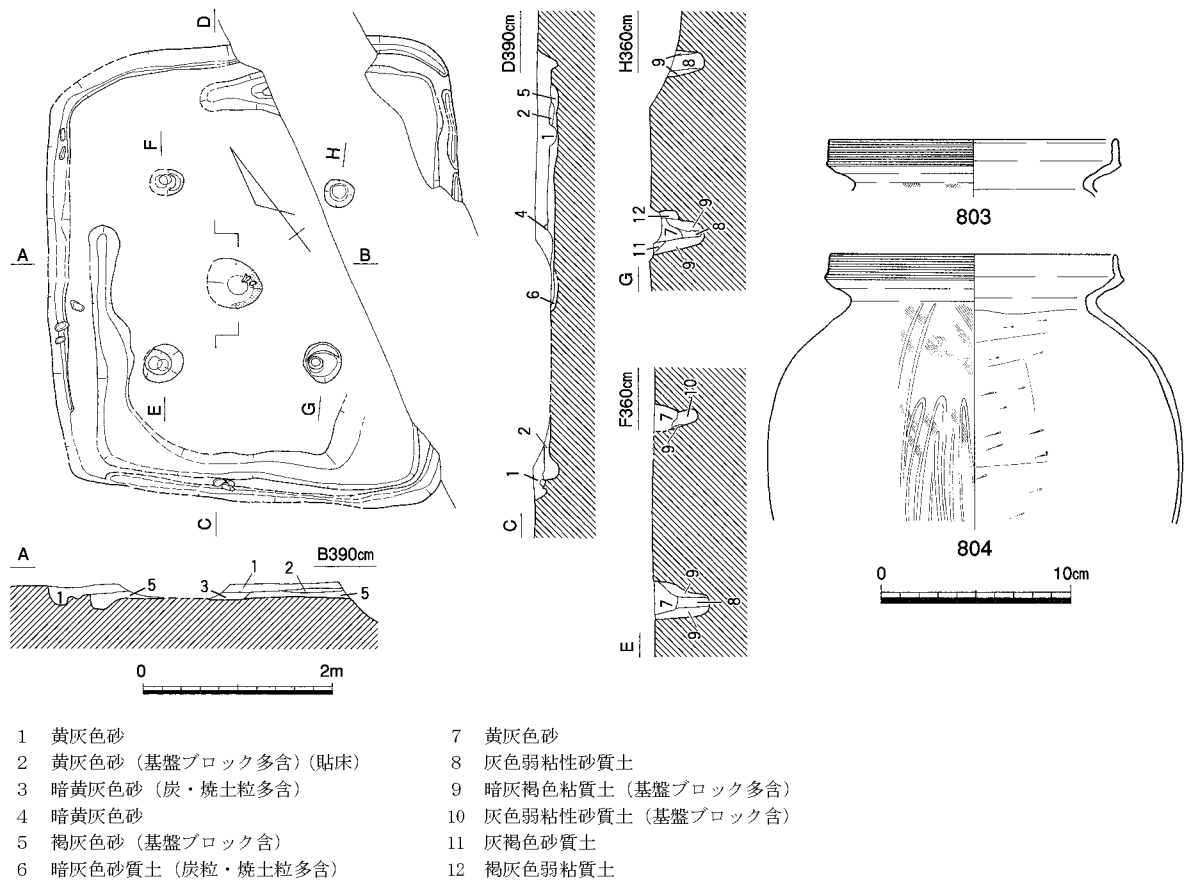 D
F
H
A
B
E
G
C
A
B390cm
1
2
5
3
5
1
0
2m
D390cm
5
2
1
4
6
2
1
C
H360cm
9
8
12
9
7
8
11
9
G
F360cm
7
10
9
9
7
8
9
E
803
804
0
10cm
1 黄灰色砂
2 黄灰色砂（基盤ブロック多含）（貼床）
3 暗黄灰色砂（炭・焼土粒多含）
4 暗黄灰色砂
5 褐灰色砂（基盤ブロック含）
6 暗灰色砂質土（炭粒・焼土粒多含）
7 黄灰色砂
8 灰色弱粘性砂質土
9 暗灰褐色粘質土（基盤ブロック多含）
10 灰色弱粘性砂質土（基盤ブロック含）
11 灰褐色砂質土
12 褐灰色弱粘質土